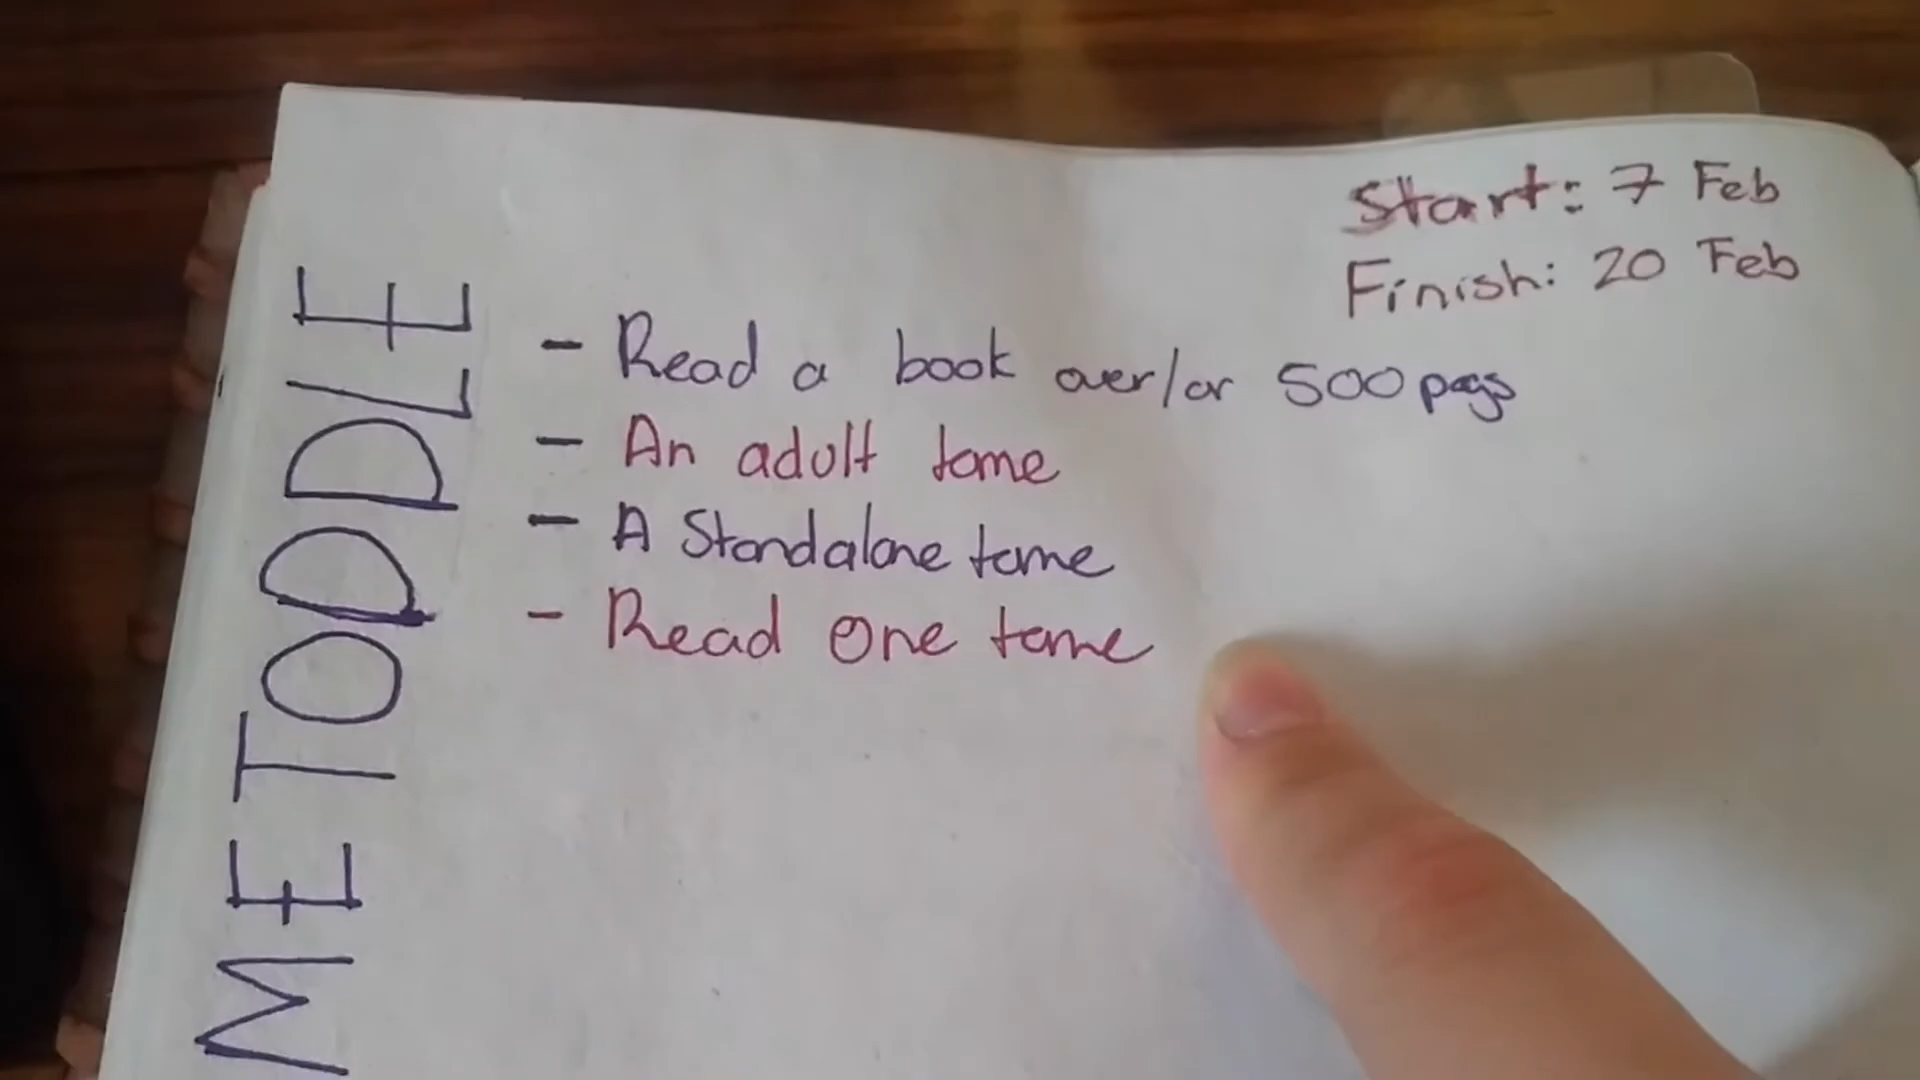 METODDLE
Start: 7 Feb
Finish: 20 Feb
- Read a book over/or 500 pags
- An adult tome
- A Standalone tome
- Read One tome